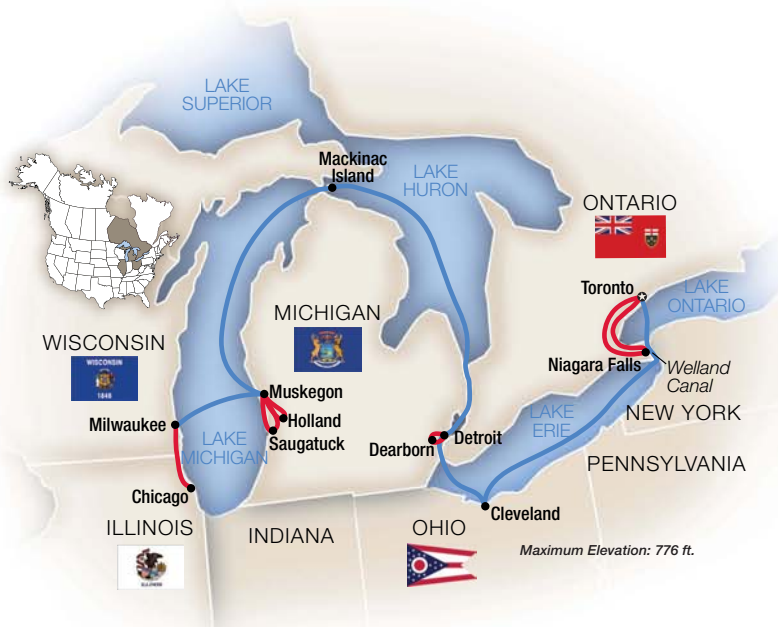 LAKE
SUPERIOR
Mackinac
Island
LAKE
HURON
ONTARIO
Toronto
LAKE
ONTARIO
MICHIGAN
WISCONSIN
WISCONSIN
1848
Niagara Falls
Welland
Canal
Muskegon
Holland
Saugatuck
Milwaukee
LAKE
MICHIGAN
Dearborn
Detroit
LAKE
ERIE
NEW YORK
PENNSYLVANIA
Chicago
ILLINOIS
ILLINOIS
INDIANA
OHIO
Cleveland
Maximum Elevation: 776 ft.